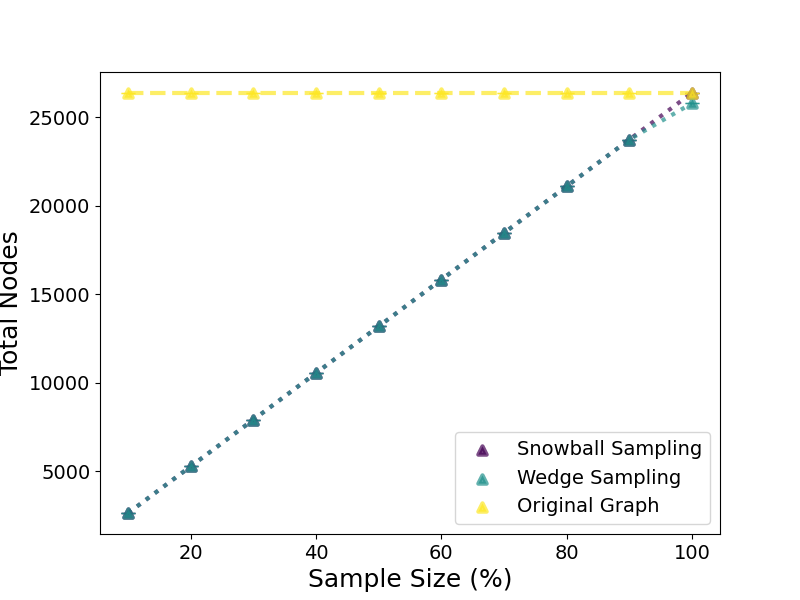 25000
20000
15000
10000
5000
Total Nodes
Snowball Sampling
Wedge Sampling
Original Graph
20
40
60
80
100
Sample Size (%)